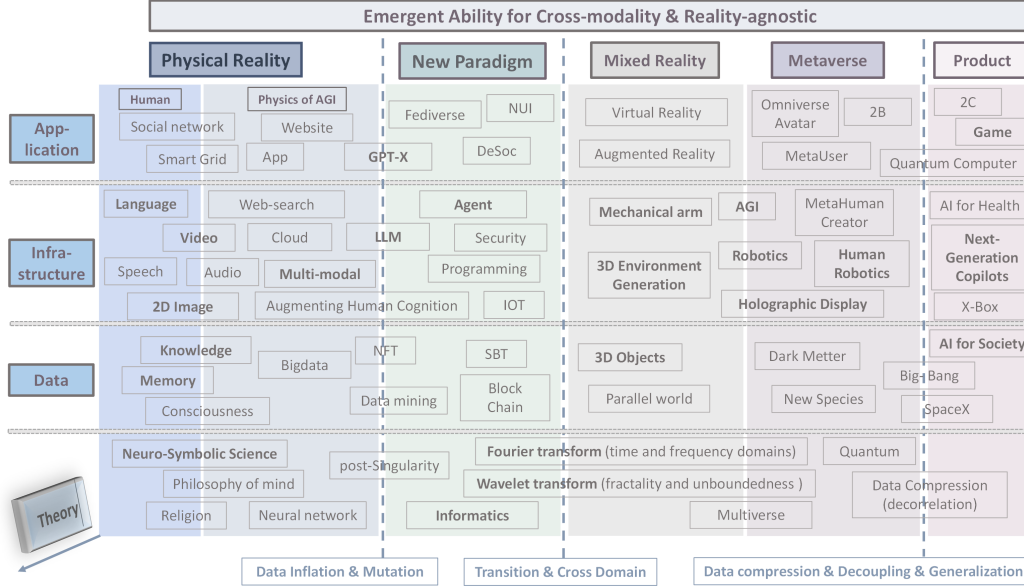 Emergent Ability for Cross-modality & Reality-agnostic
Physical Reality
New Paradigm
Mixed Reality
Metaverse
Product
App-
lication
Human
Physics of AGI
Social network
Website
Smart Grid
App
GPT-X
Fediverse
NUI
DeSoc
Virtual Reality
Augmented Reality
Omniverse
Avatar
2B
MetaUser
2C
Game
Quantum Computer
Infra-
structure
Language
Web-search
Video
Cloud
LLM
Speech
Audio
Multi-modal
2D Image
Augmenting Human Cognition
Agent
Security
Programming
IOT
Mechanical arm
3D Environment
Generation
AGI
MetaHuman
Creator
Robotics
Human
Robotics
Holographic Display
AI for Health
Next-
Generation
Copilots
X-Box
Data
Knowledge
Bigdata
NFT
Memory
Data mining
Consciousness
SBT
Block
Chain
3D Objects
Parallel world
Dark Metter
New Species
AI for Society
Big-Bang
SpaceX
Theory
Neuro-Symbolic Science
post-Singularity
Philosophy of mind
Religion
Neural network
Fourier transform (time and frequency domains)
Wavelet transform (fractality and unboundedness )
Informatics
Multiverse
Quantum
Data Compression
(decorrelation)
Data Inflation & Mutation
Transition & Cross Domain
Data compression & Decoupling & Generalization